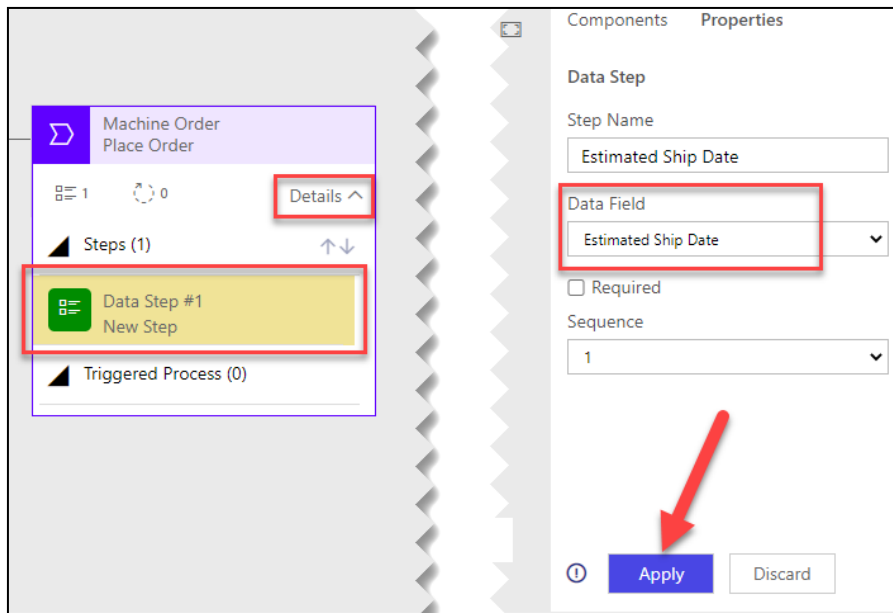 Machine Order
Place Order
1
0
Details
Steps (1)
Data Step #1
New Step
Triggered Process (0)
Components Properties
Data Step
Step Name
Estimated Ship Date
Data Field
Estimated Ship Date
Required
Sequence
1
Apply Discard